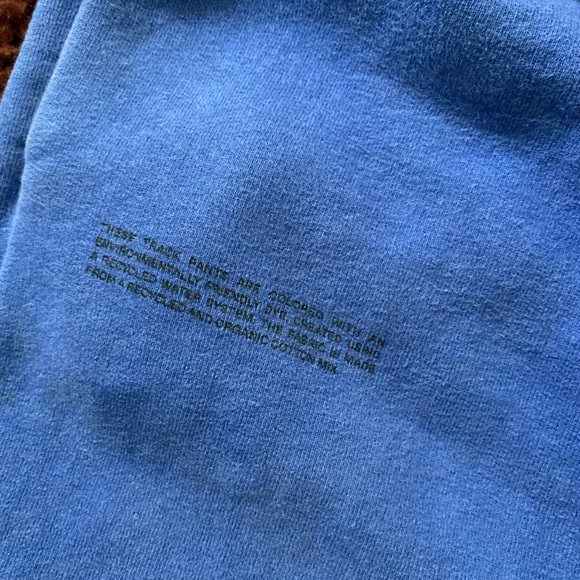 THESE TRACK PANTS ARE COLORED WITH AN
ENVIRONMENTALLY FRIENDLY DYE CREATED USING
A RECYCLED WATER SYSTEM. THE FABRIC IS MADE
FROM A RECYCLED AND ORGANIC COTTON MIX.